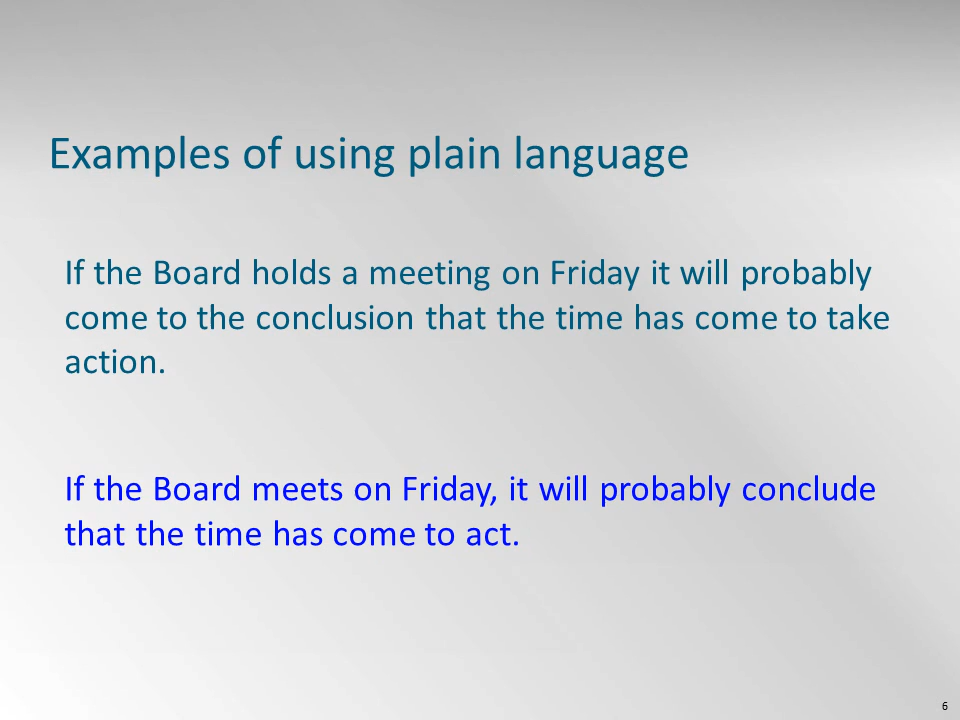 Examples of using plain language
If the Board holds a meeting on Friday it will probably
come to the conclusion that the time has come to take
action.
If the Board meets on Friday, it will probably conclude
that the time has come to act.
6